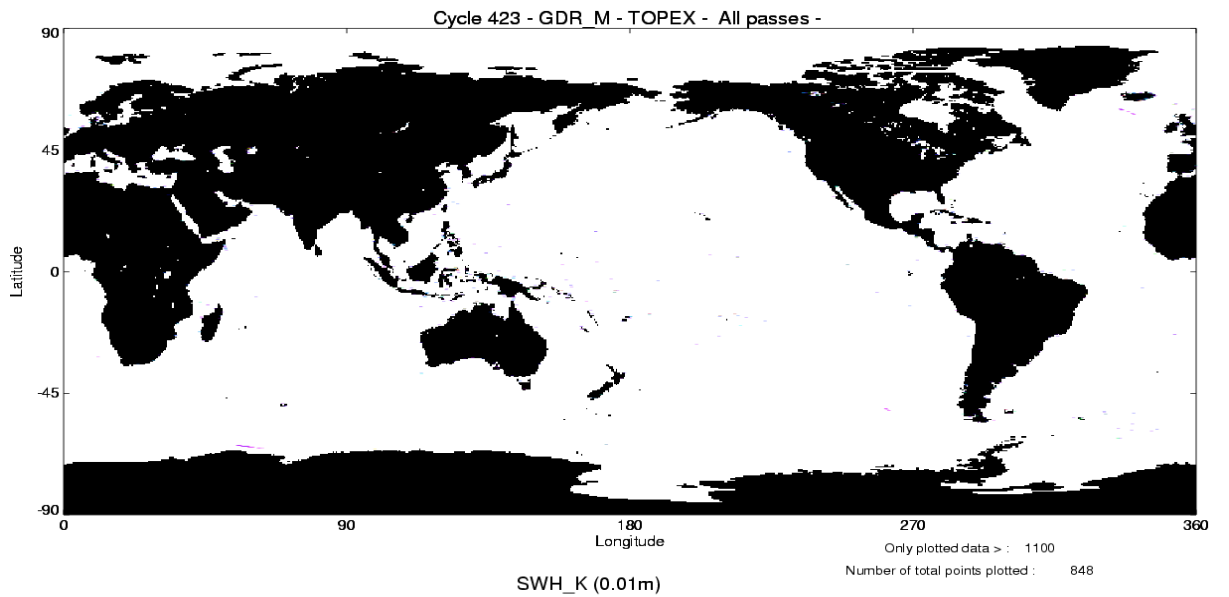 Cycle 423 - GDR_M - TOPEX - All passes -
90
45
0
-45
-90
Latitude
0 90 180 270 360
Longitude
Only plotted data > : 1100
Number of total points plotted : 848
SWH_K (0.01m)